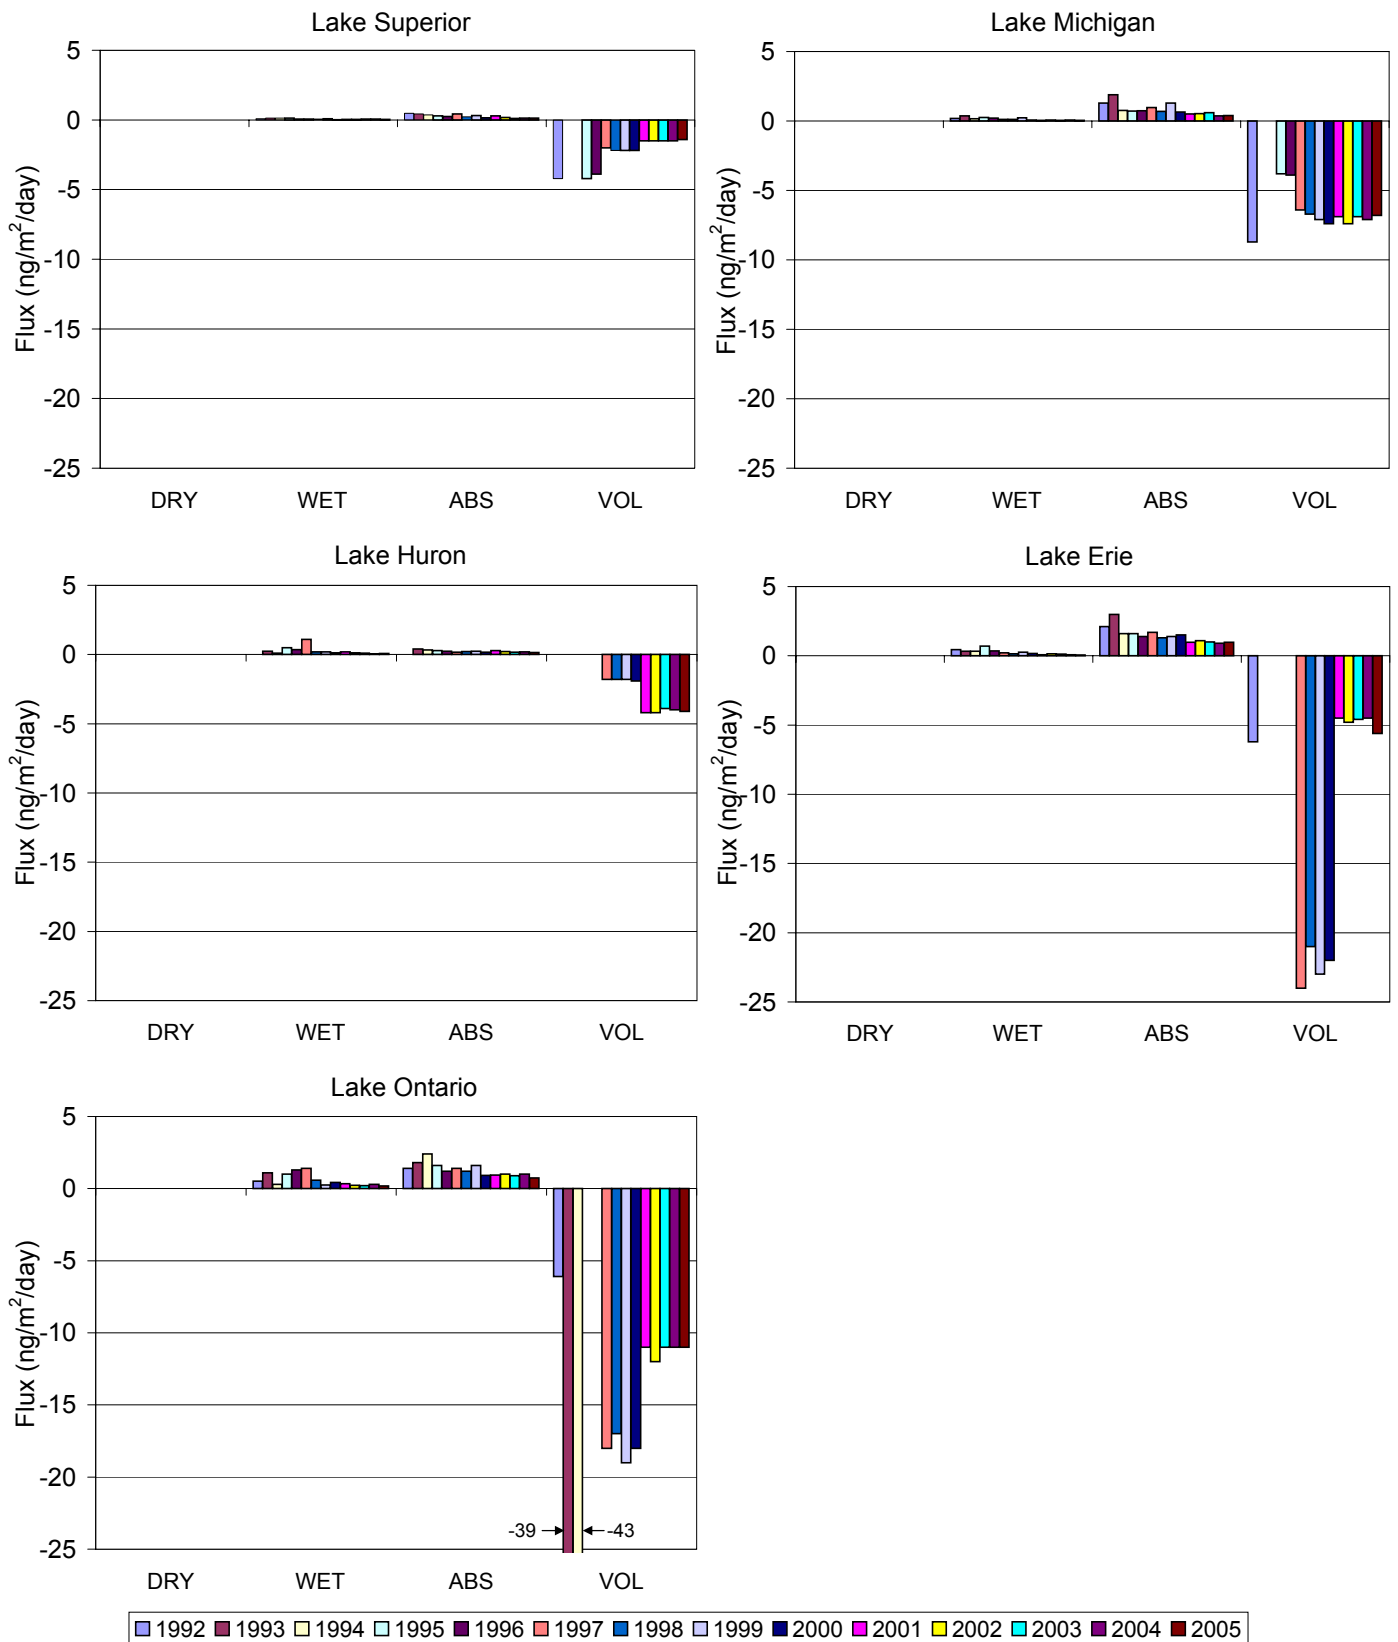 Lake Superior
5
0
-5
-10
-15
-20
-25
Flux (ng/m²/day)
DRY WET ABS VOL
Lake Michigan
5
0
-5
-10
-15
-20
-25
Flux (ng/m²/day)
DRY WET ABS VOL
Lake Huron
5
0
-5
-10
-15
-20
-25
Flux (ng/m²/day)
DRY WET ABS VOL
Lake Erie
5
0
-5
-10
-15
-20
-25
Flux (ng/m²/day)
DRY WET ABS VOL
Lake Ontario
5
0
-5
-10
-15
-20
-25
Flux (ng/m²/day)
-39 -43
DRY WET ABS VOL
1992 1993 1994 1995 1996 1997 1998 1999 2000 2001 2002 2003 2004 2005